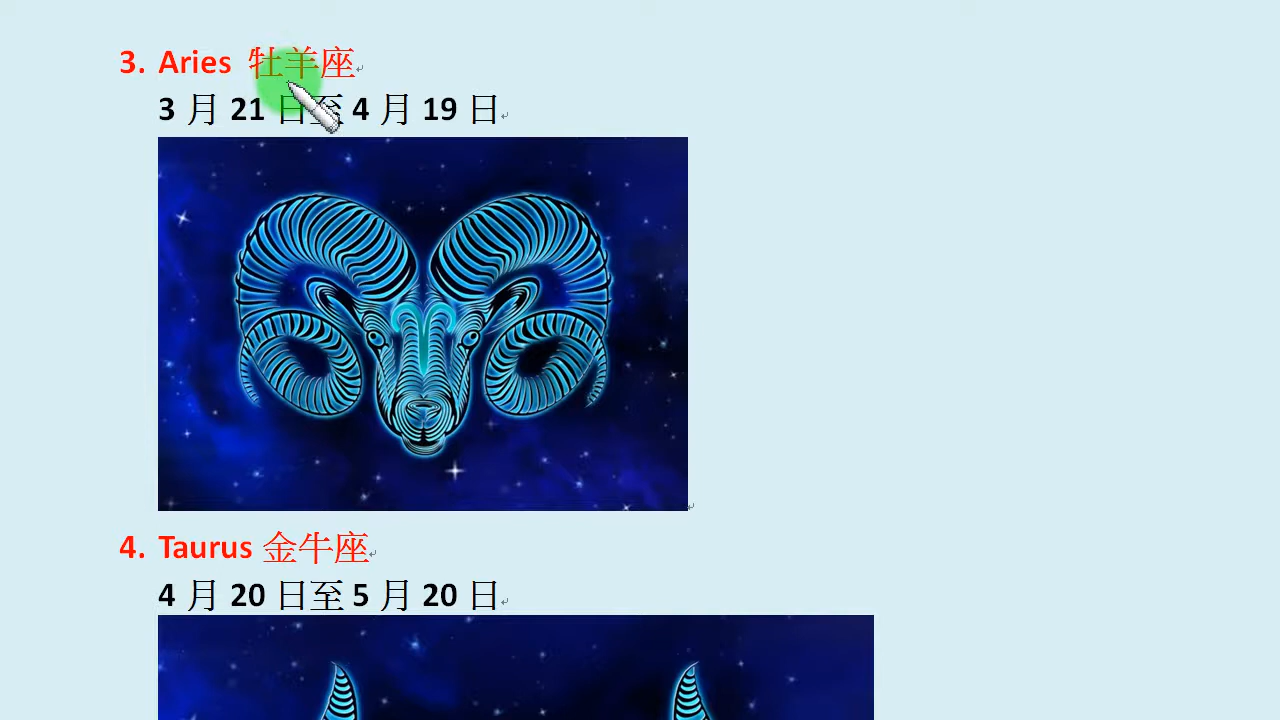 3. Aries 牡羊座
3 月 21 日至 4 月 19 日
4. Taurus 金牛座
4 月 20 日至 5 月 20 日